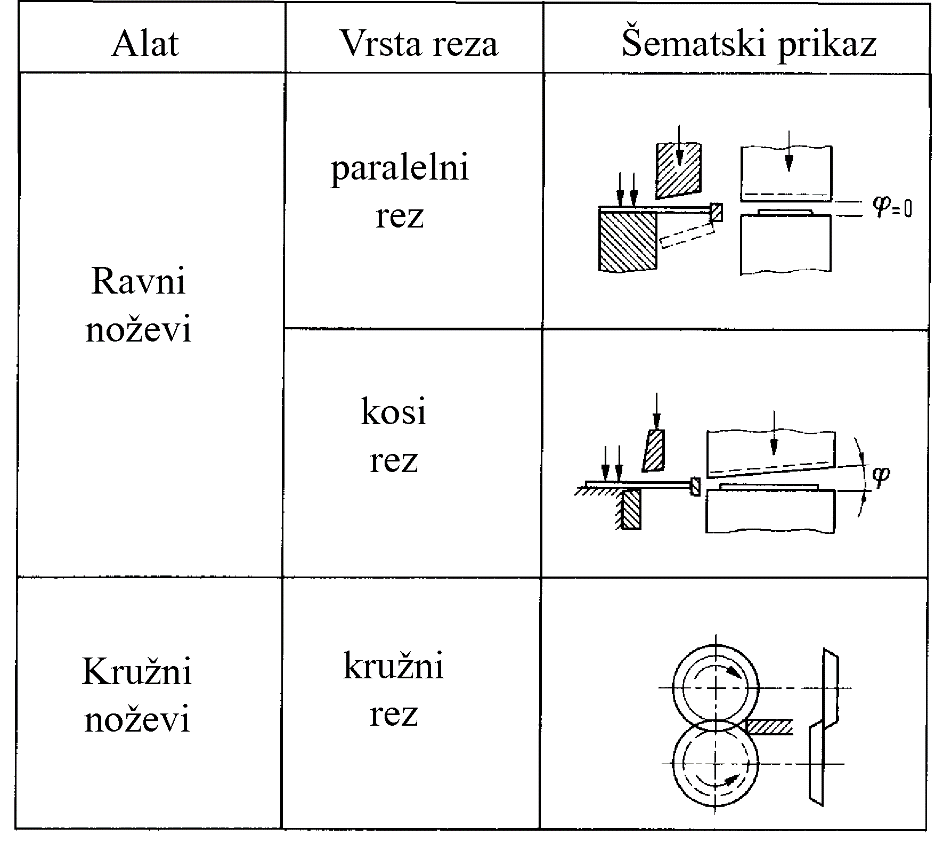 Alat
Vrsta reza
Šematski prikaz
Ravni
noževi
paralelni
rez
φ=0
kosi
rez
φ
Kružni
noževi
kružni
rez